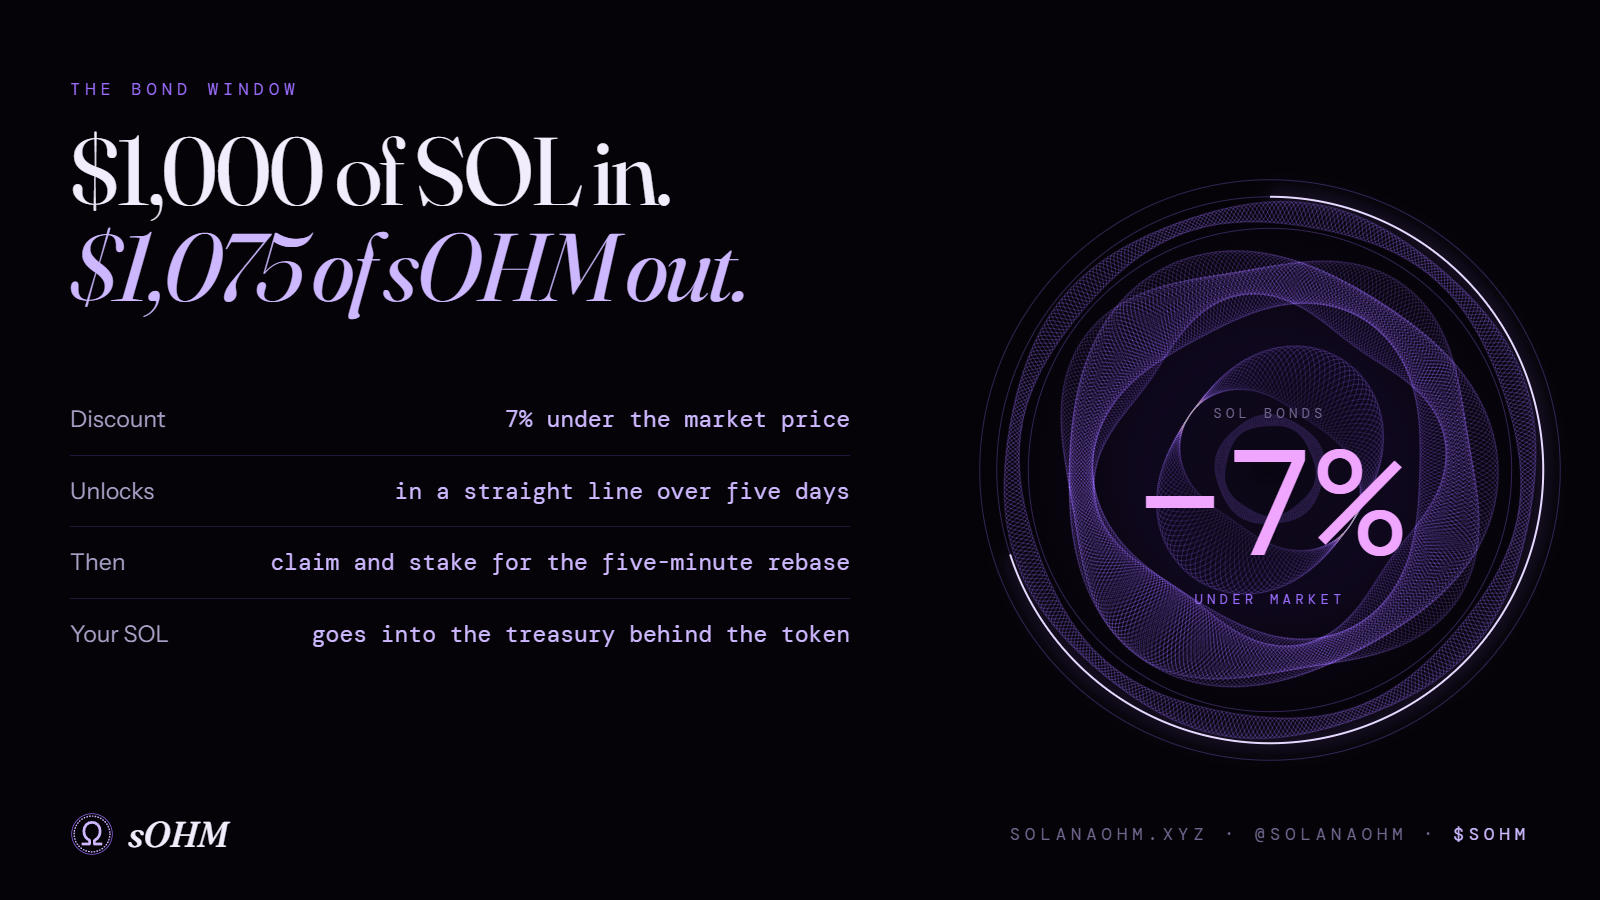 THE BOND WINDOW
$1,000 of SOL in.
$1,075 of sOHM out.
Discount 7% under the market price
Unlocks in a straight line over five days
Then claim and stake for the five-minute rebase
Your SOL goes into the treasury behind the token
SOL BONDS
−7%
UNDER MARKET
Ω sOHM
SOLANAOHM.XYZ · @SOLANAOHM · $SOHM